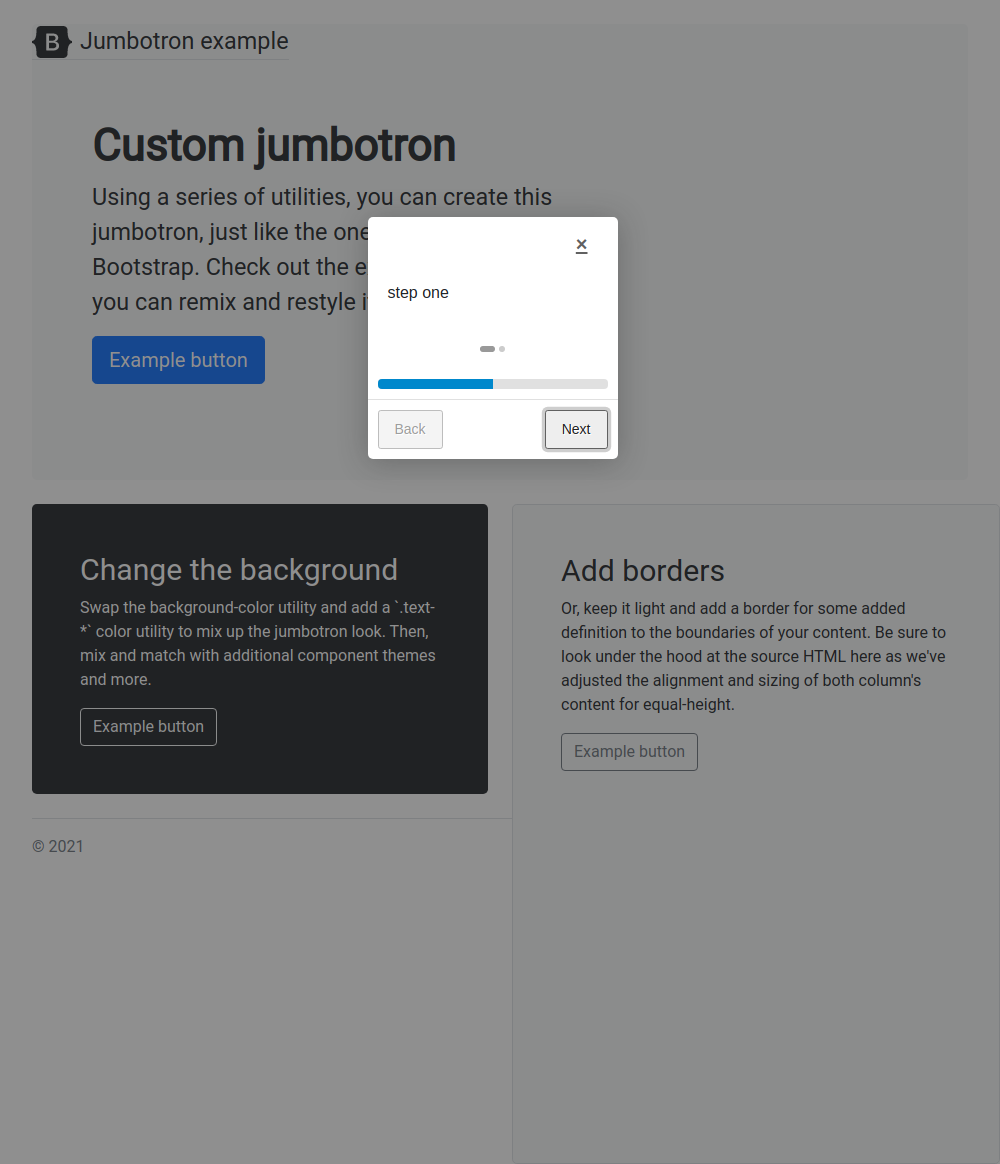 B Jumbotron example
Custom jumbotron
Using a series of utilities, you can create this
jumbotron, just like the one
Bootstrap. Check out the
you can remix and restyle
Example button
×
step one
Back
Next
Change the background
Swap the background-color utility and add a `.text-
*` color utility to mix up the jumbotron look. Then,
mix and match with additional component themes
and more.
Example button
Add borders
Or, keep it light and add a border for some added
definition to the boundaries of your content. Be sure to
look under the hood at the source HTML here as we've
adjusted the alignment and sizing of both column's
content for equal-height.
Example button
© 2021